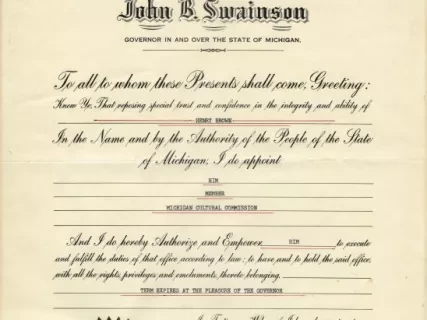 John B. Swainson
GOVERNOR IN AND OVER THE STATE OF MICHIGAN.
To all to whom these Presents shall come, Greeting:
Know Ye, That reposing special trust and confidence in the integrity and ability of
HENRY BROWN
In the Name and by the Authority of the People of the State
of Michigan, I do appoint
HIM
MEMBER
MICHIGAN CULTURAL COMMISSION
And I do hereby Authorize and Empower HIM to execute
and fulfill the duties of that office according to law; to have and to hold the said office,
with all the rights, privileges and emoluments, thereto belonging.
TERM EXPIRES AT THE PLEASURE OF THE GOVERNOR